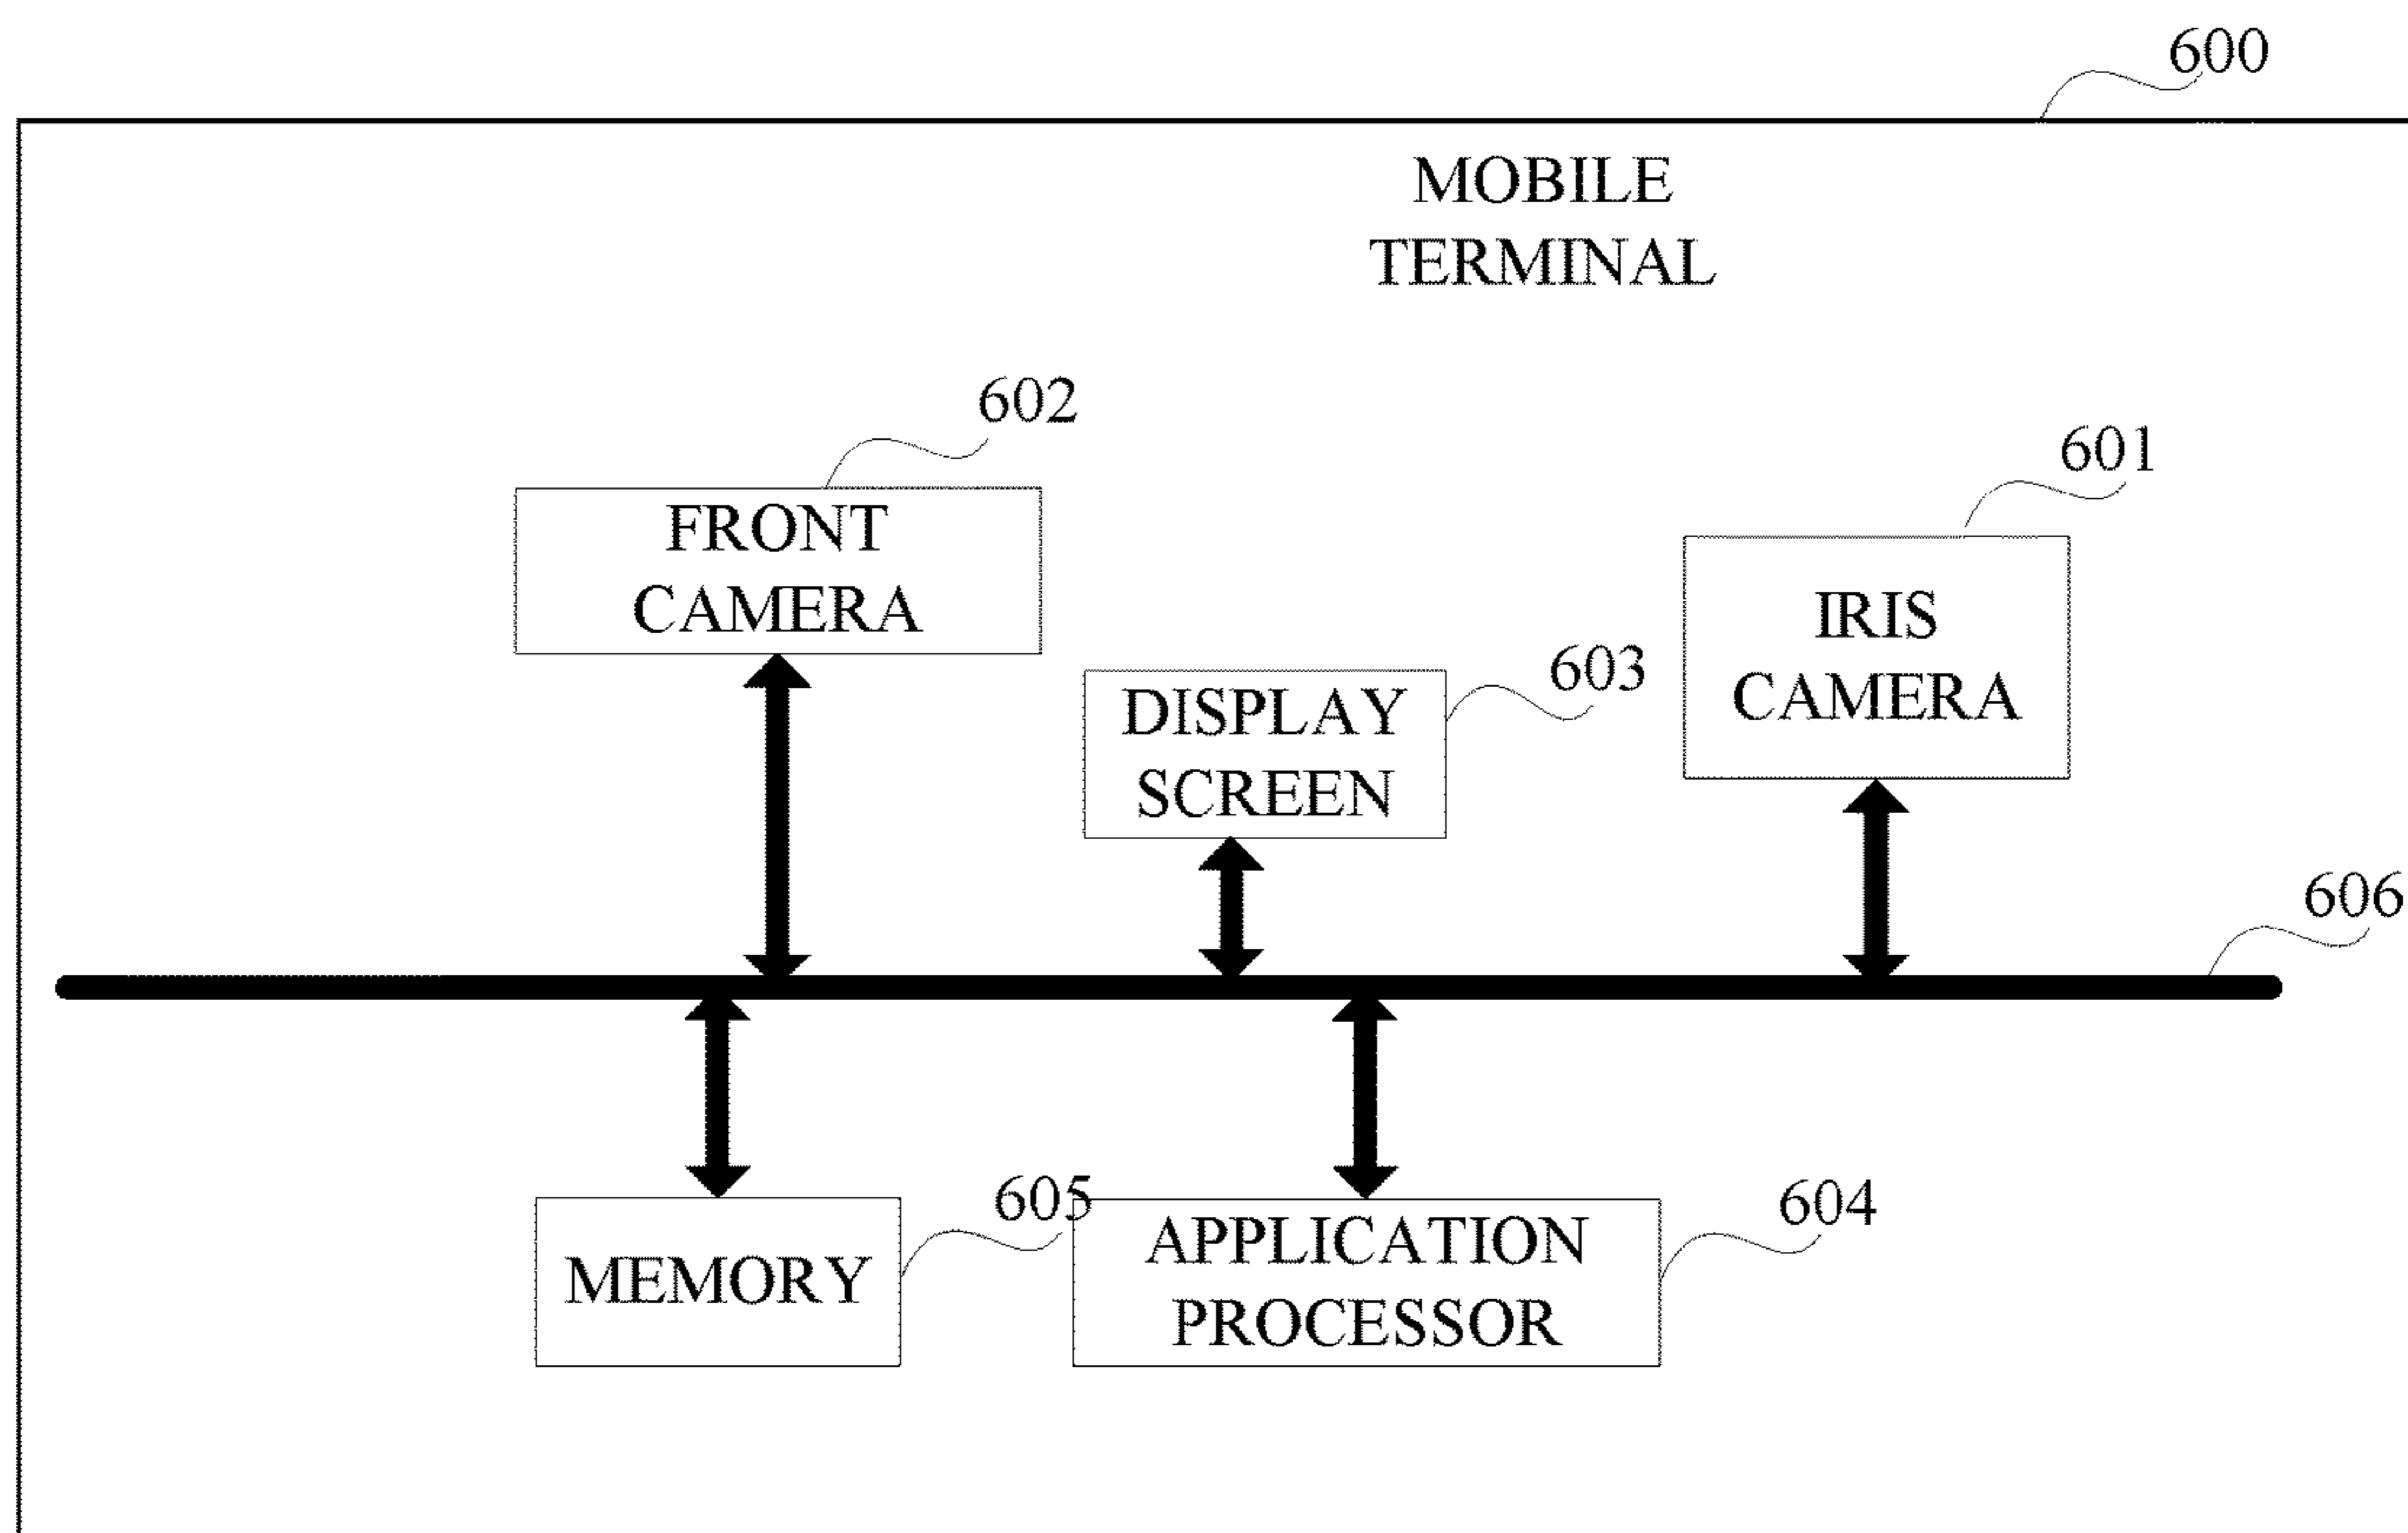 600
MOBILE
TERMINAL
602
FRONT
CAMERA
601
IRIS
CAMERA
603
DISPLAY
SCREEN
606
605
MEMORY
604
APPLICATION
PROCESSOR